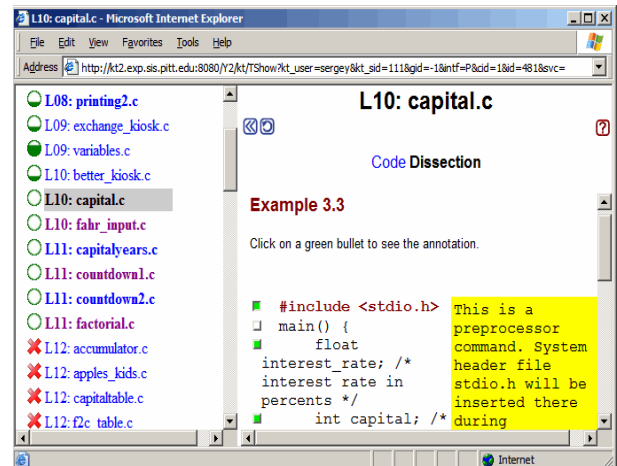 L10: capital.c - Microsoft Internet Explorer
File Edit View Favorites Tools Help
Address http://kt2.exp.sis.pitt.edu:8080/Y2/kt/TShow?kt_user=sergey&kt_sid=111&gid=-1&intf=P&cid=1&id=481&svc=
L08: printing2.c
L09: exchange_kiosk.c
L09: variables.c
L10: better_kiosk.c
L10: capital.c
L10: fahr_input.c
L11: capitalyears.c
L11: countdown1.c
L11: countdown2.c
L11: factorial.c
L12: accumulator.c
L12: apples_kids.c
L12: capitaltable.c
L12: f2c_table.c
L10: capital.c
Code Dissection
Example 3.3
Click on a green bullet to see the annotation.
#include <stdio.h>
main() {
float
interest_rate; /*
interest rate in
percents */
int capital; /*
This is a
preprocessor
command. System
header file
stdio.h will be
inserted there
during
Internet